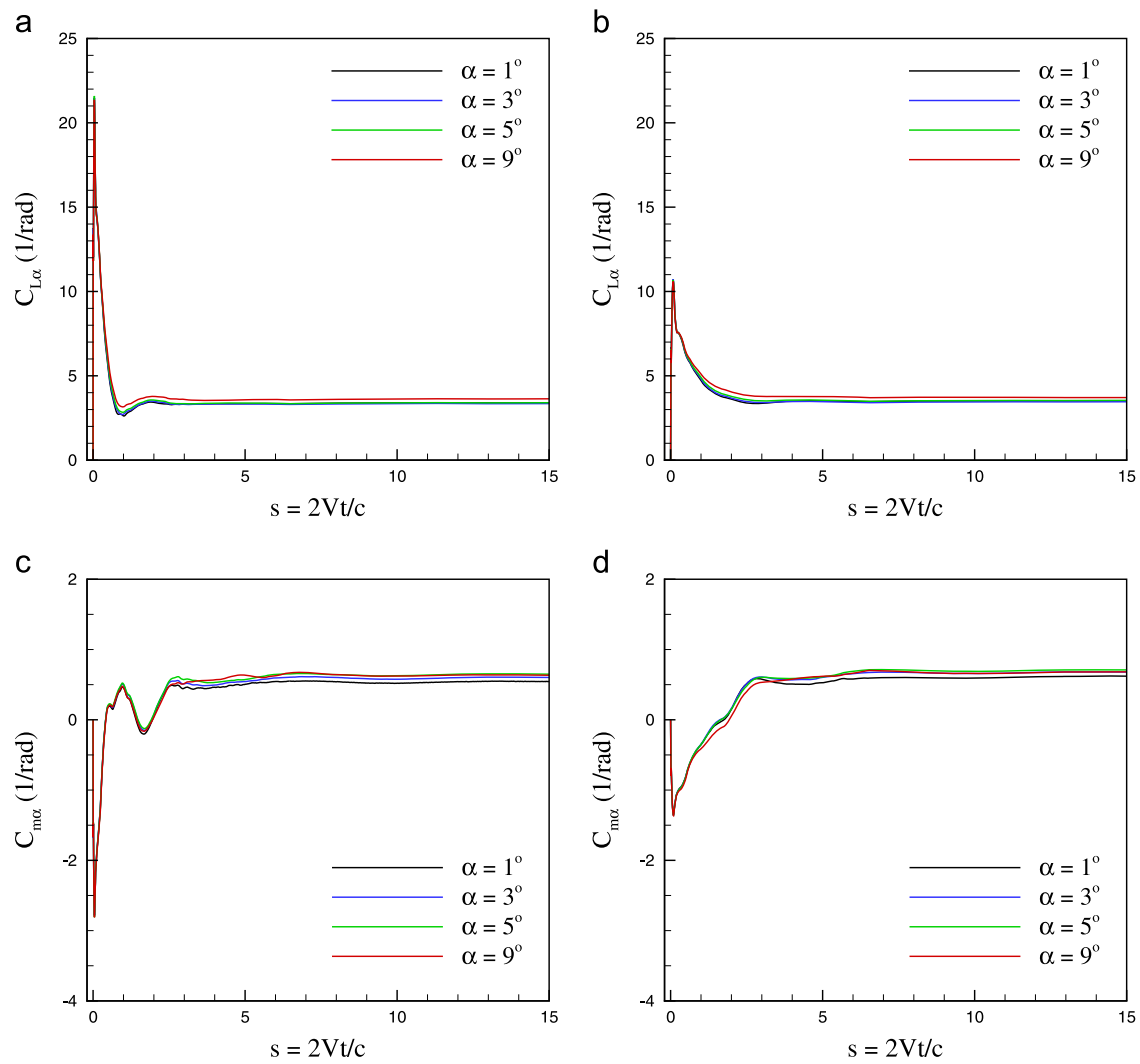 a
25
20
15
10
5
0
0 5 10 15
C_Lα (1/rad)
s = 2Vt/c
α = 1°
α = 3°
α = 5°
α = 9°
b
25
20
15
10
5
0
0 5 10 15
C_Lα (1/rad)
s = 2Vt/c
α = 1°
α = 3°
α = 5°
α = 9°
c
2
0
-2
-4
0 5 10 15
C_mα (1/rad)
s = 2Vt/c
α = 1°
α = 3°
α = 5°
α = 9°
d
2
0
-2
-4
0 5 10 15
C_mα (1/rad)
s = 2Vt/c
α = 1°
α = 3°
α = 5°
α = 9°